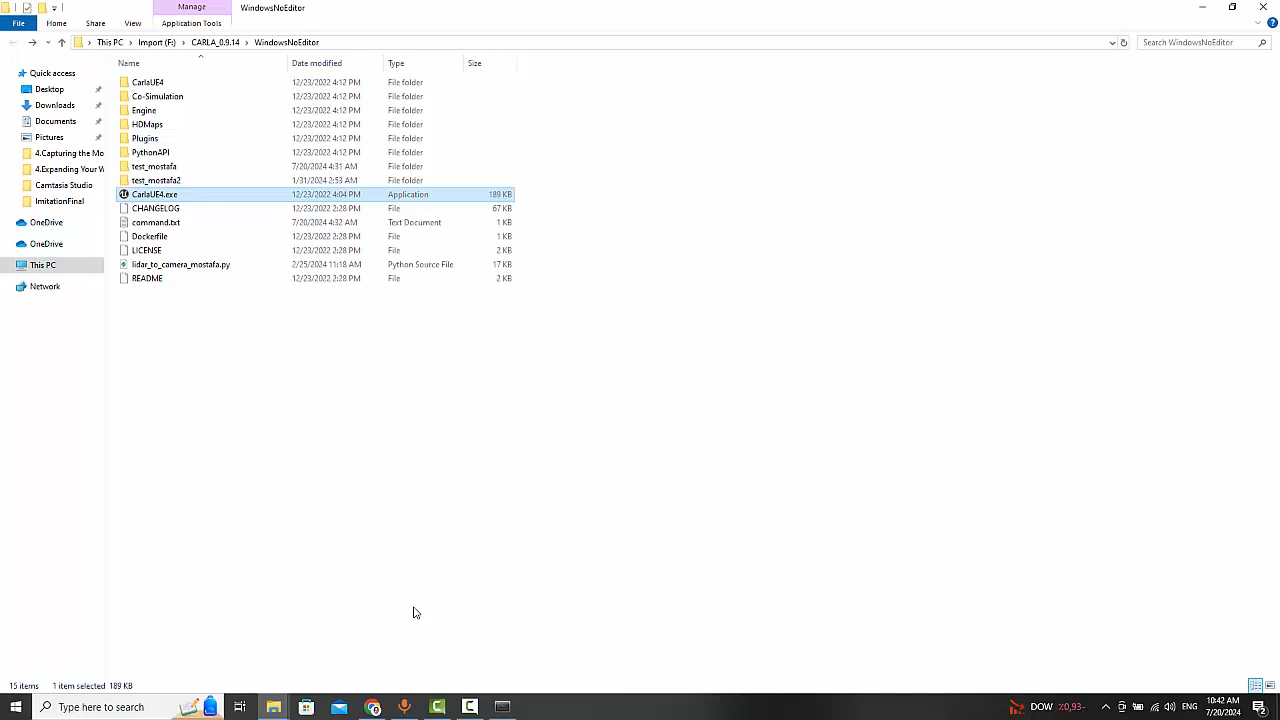 Manage
WindowsNoEditor
File Home Share View Application Tools
This PC Import (F:) CARLA_0.9.14 WindowsNoEditor
Search WindowsNoEditor
Name Date modified Type Size
Quick access
Desktop
Downloads
Documents
Pictures
4.Capturing the Mo
4.Expanding Your W
Camtasia Studio
ImitationFinal
OneDrive
OneDrive
This PC
Network
CarlaUE4 12/23/2022 4:12 PM File folder
Co-Simulation 12/23/2022 4:12 PM File folder
Engine 12/23/2022 4:12 PM File folder
HDMaps 12/23/2022 4:12 PM File folder
Plugins 12/23/2022 4:12 PM File folder
PythonAPI 12/23/2022 4:12 PM File folder
test_mostafa 7/20/2024 4:31 AM File folder
test_mostafa2 1/31/2024 2:53 AM File folder
CarlaUE4.exe 12/23/2022 4:04 PM Application 189 KB
CHANGELOG 12/23/2022 2:28 PM File 67 KB
command.txt 7/20/2024 4:32 AM Text Document 1 KB
Dockerfile 12/23/2022 2:28 PM File 1 KB
LICENSE 12/23/2022 2:28 PM File 2 KB
lidar_to_camera_mostafa.py 2/25/2024 11:18 AM Python Source File 17 KB
README 12/23/2022 2:28 PM File 2 KB
15 items 1 item selected 189 KB
Type here to search
DOW %0,93- ENG
10:42 AM
7/20/2024
2